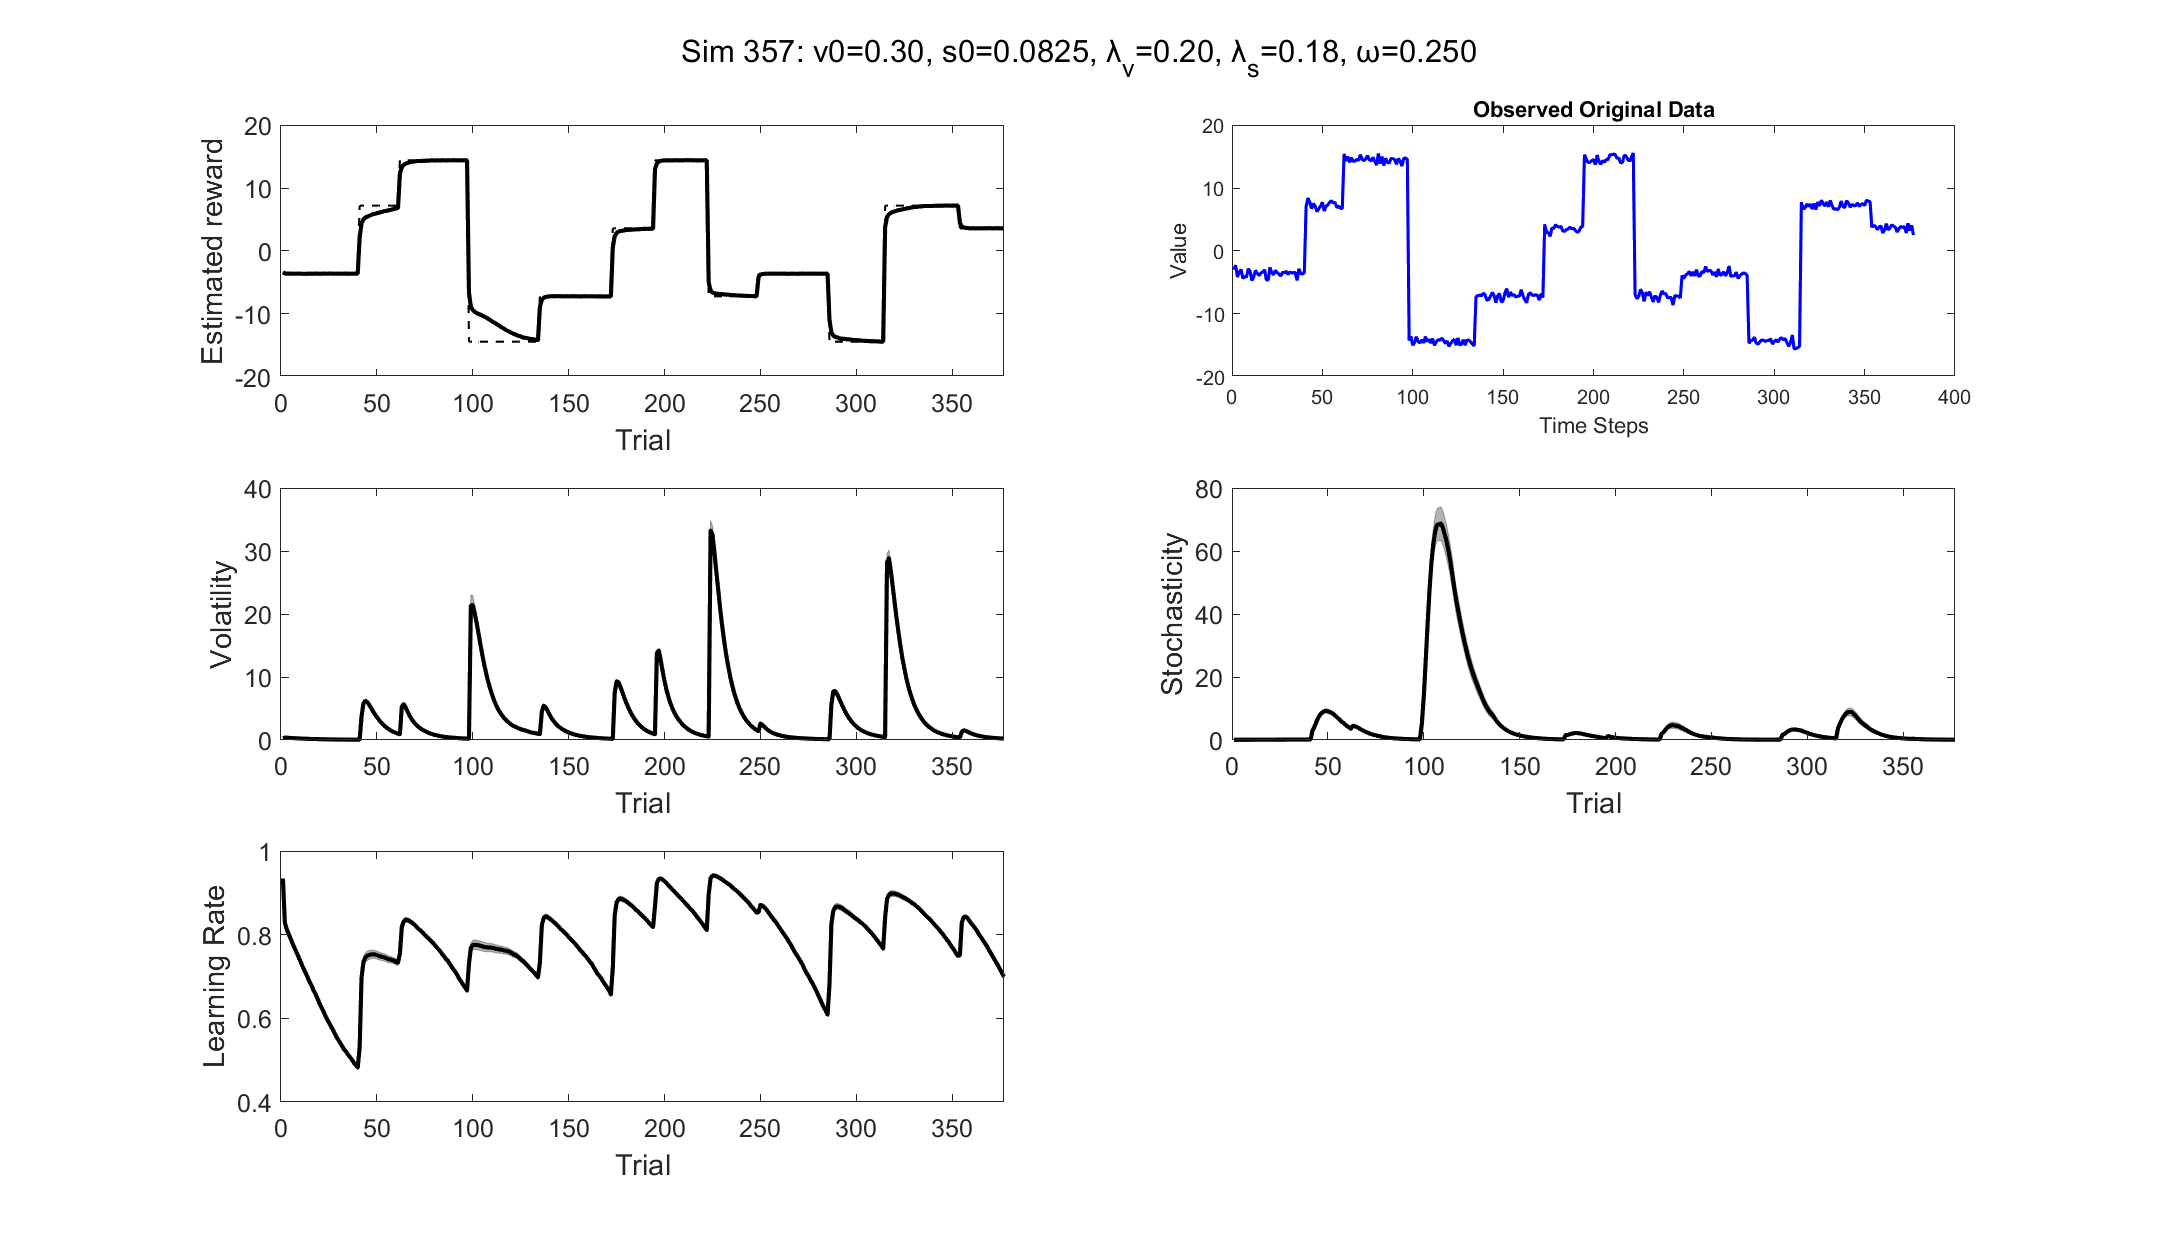 Sim 357: v0=0.30, s0=0.0825, λv=0.20, λs=0.18, ω=0.250
Estimated reward
20
10
0
-10
-20
0 50 100 150 200 250 300 350
Trial
Observed Original Data
Value
20
10
0
-10
-20
0 50 100 150 200 250 300 350 400
Time Steps
Volatility
40
30
20
10
0
0 50 100 150 200 250 300 350
Trial
Stochasticity
80
60
40
20
0
0 50 100 150 200 250 300 350
Trial
Learning Rate
1
0.8
0.6
0.4
0 50 100 150 200 250 300 350
Trial